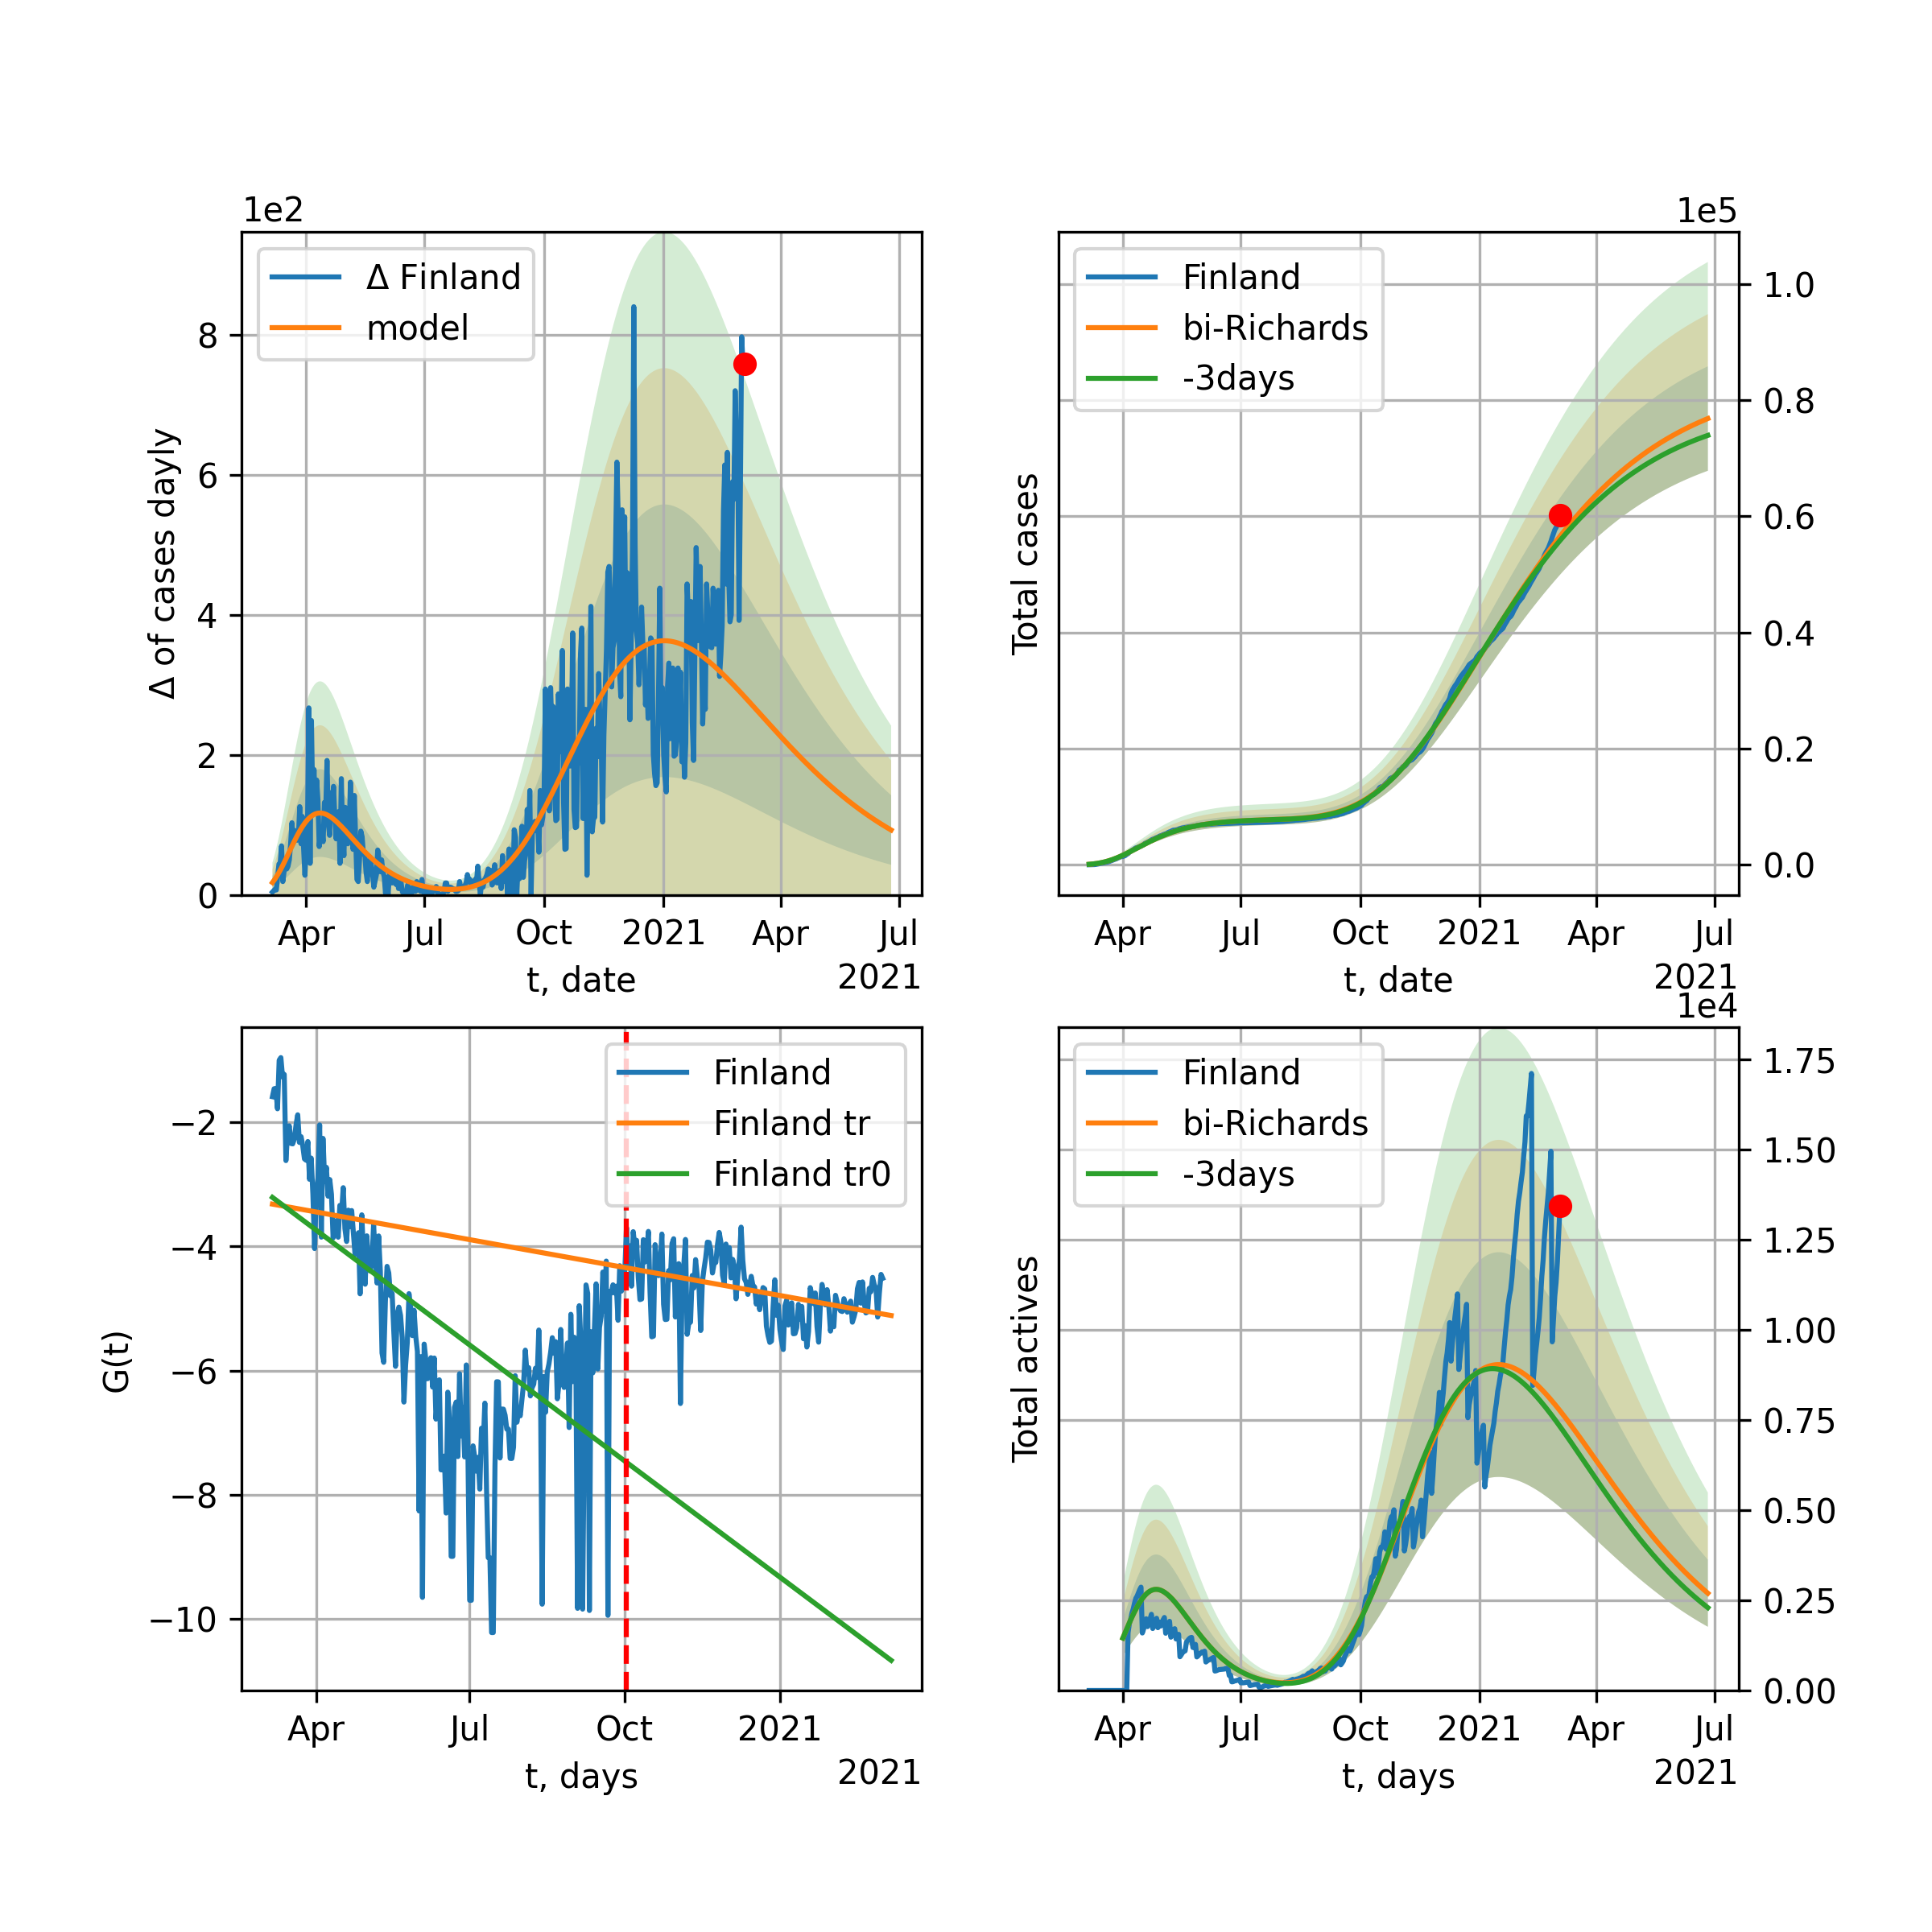 1e2
Δ Finland
model
Δ of cases dayly
8
6
4
2
0
Apr
Jul
Oct
2021
Apr
Jul
t, date
2021
1e5
Finland
bi-Richards
-3days
Total cases
1.0
0.8
0.6
0.4
0.2
0.0
Apr
Jul
Oct
2021
Apr
Jul
t, date
2021
Finland
Finland tr
Finland tr0
G(t)
−2
−4
−6
−8
−10
Apr
Jul
Oct
2021
t, days
2021
1e4
Finland
bi-Richards
-3days
Total actives
1.75
1.50
1.25
1.00
0.75
0.50
0.25
0.00
Apr
Jul
Oct
2021
Apr
Jul
t, days
2021